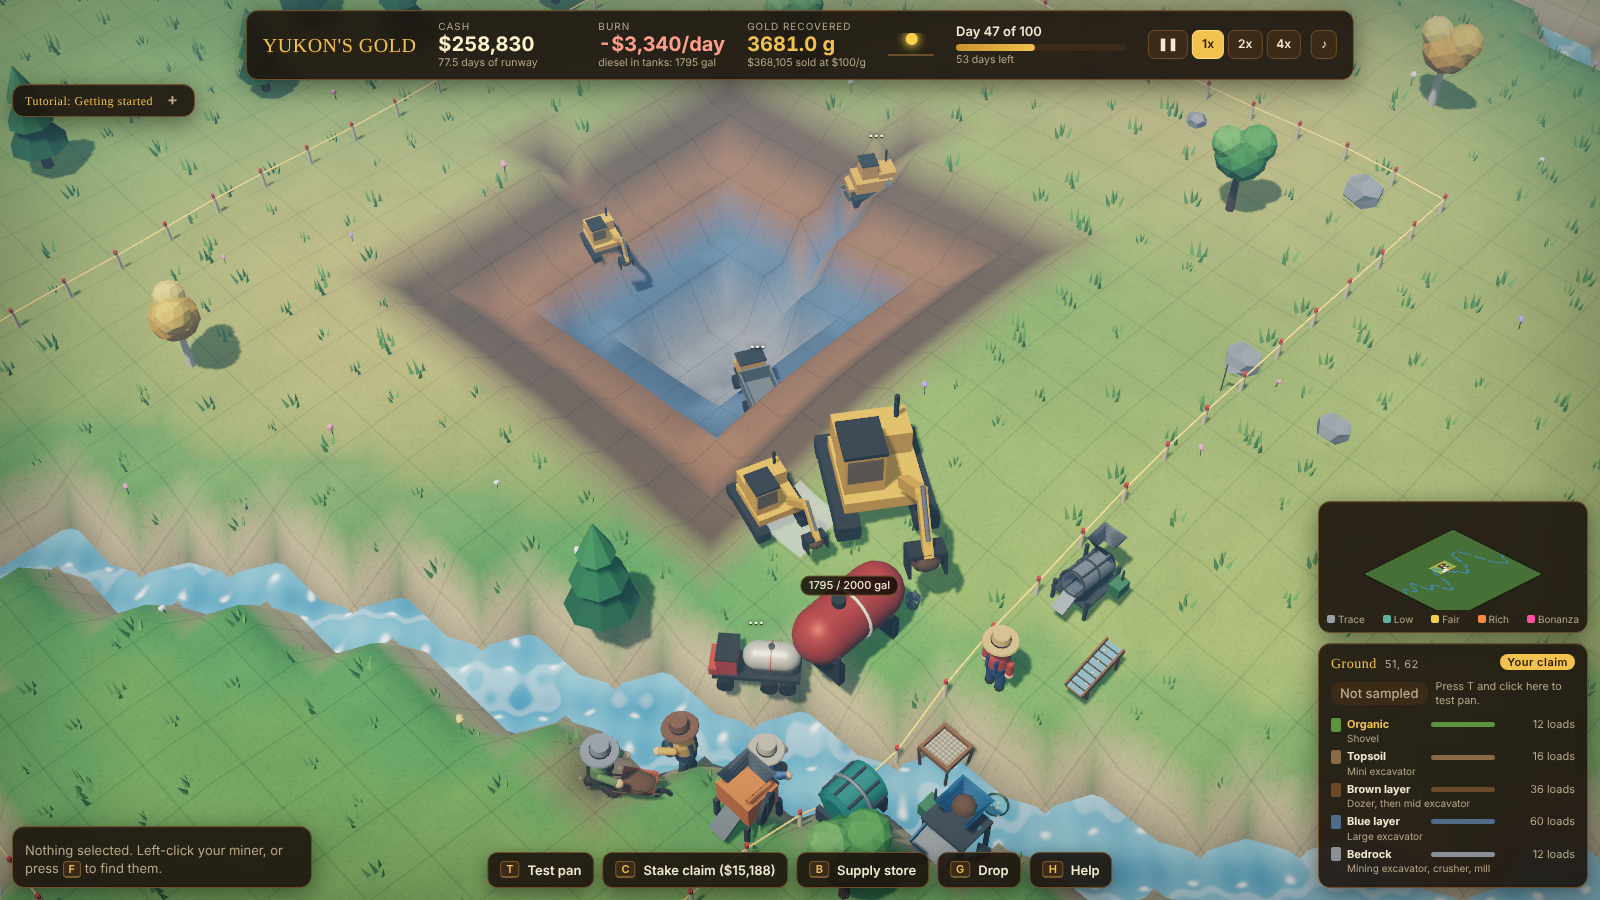 YUKON'S GOLD
CASH
$258,830
77.5 days of runway
BURN
-$3,340/day
diesel in tanks: 1795 gal
GOLD RECOVERED
3681.0 g
$368,105 sold at $100/g
Day 47 of 100
53 days left
1x
2x
4x
Tutorial: Getting started +
1795 / 2000 gal
Trace
Low
Fair
Rich
Bonanza
Ground 51, 62
Your claim
Not sampled
Press T and click here to
test pan.
Organic 12 loads
Shovel
Topsoil 16 loads
Mini excavator
Brown layer 36 loads
Dozer, then mid excavator
Blue layer 60 loads
Large excavator
Bedrock 12 loads
Mining excavator, crusher, mill
Nothing selected. Left-click your miner, or
press F to find them.
T Test pan
C Stake claim ($15,188)
B Supply store
G Drop
H Help